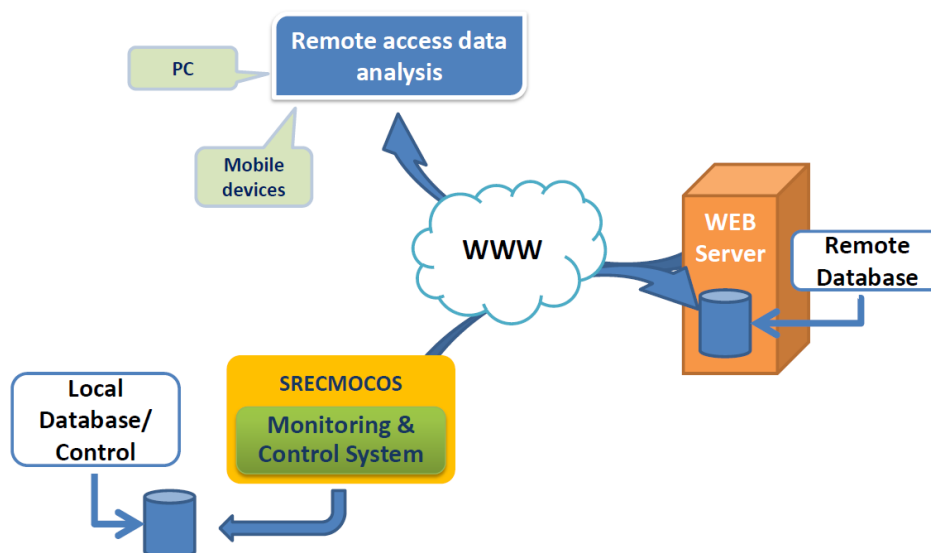 Remote access data
analysis
PC
Mobile
devices
WWW
WEB
Server
Remote
Database
SRECMOCOS
Monitoring &
Control System
Local
Database/
Control